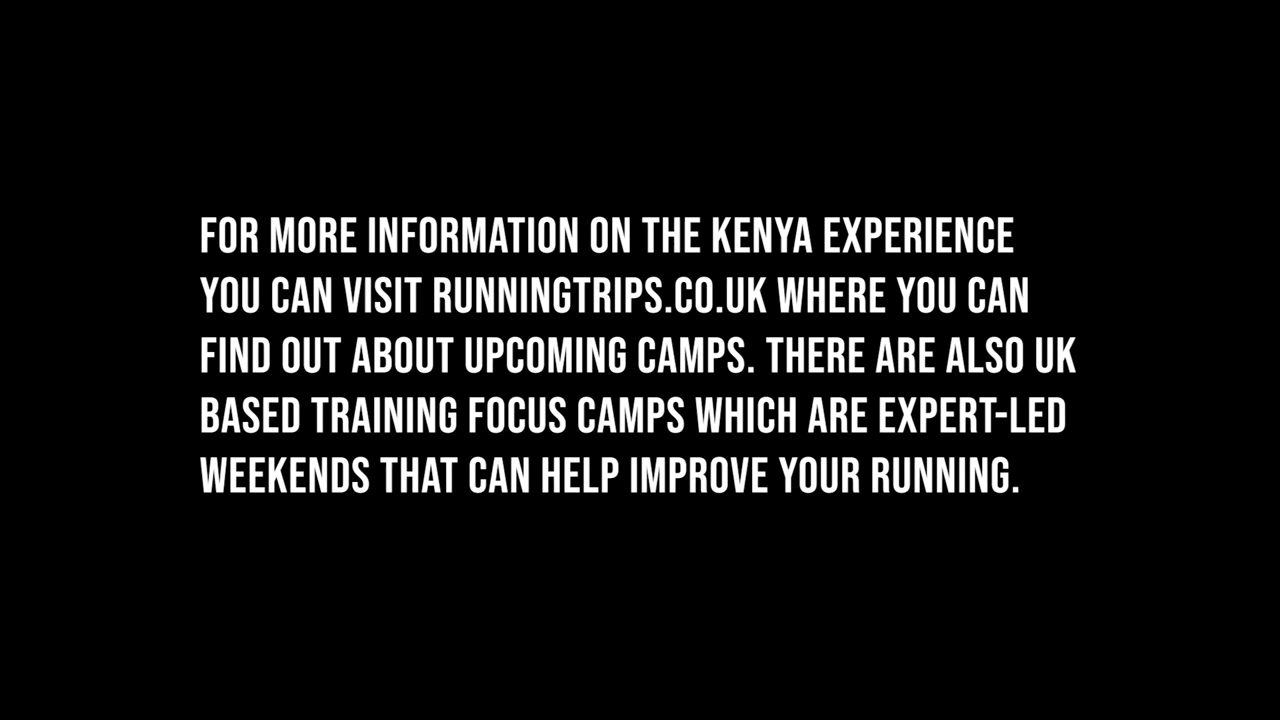 FOR MORE INFORMATION ON THE KENYA EXPERIENCE
YOU CAN VISIT RUNNINGTRIPS.CO.UK WHERE YOU CAN
FIND OUT ABOUT UPCOMING CAMPS. THERE ARE ALSO UK
BASED TRAINING FOCUS CAMPS WHICH ARE EXPERT-LED
WEEKENDS THAT CAN HELP IMPROVE YOUR RUNNING.